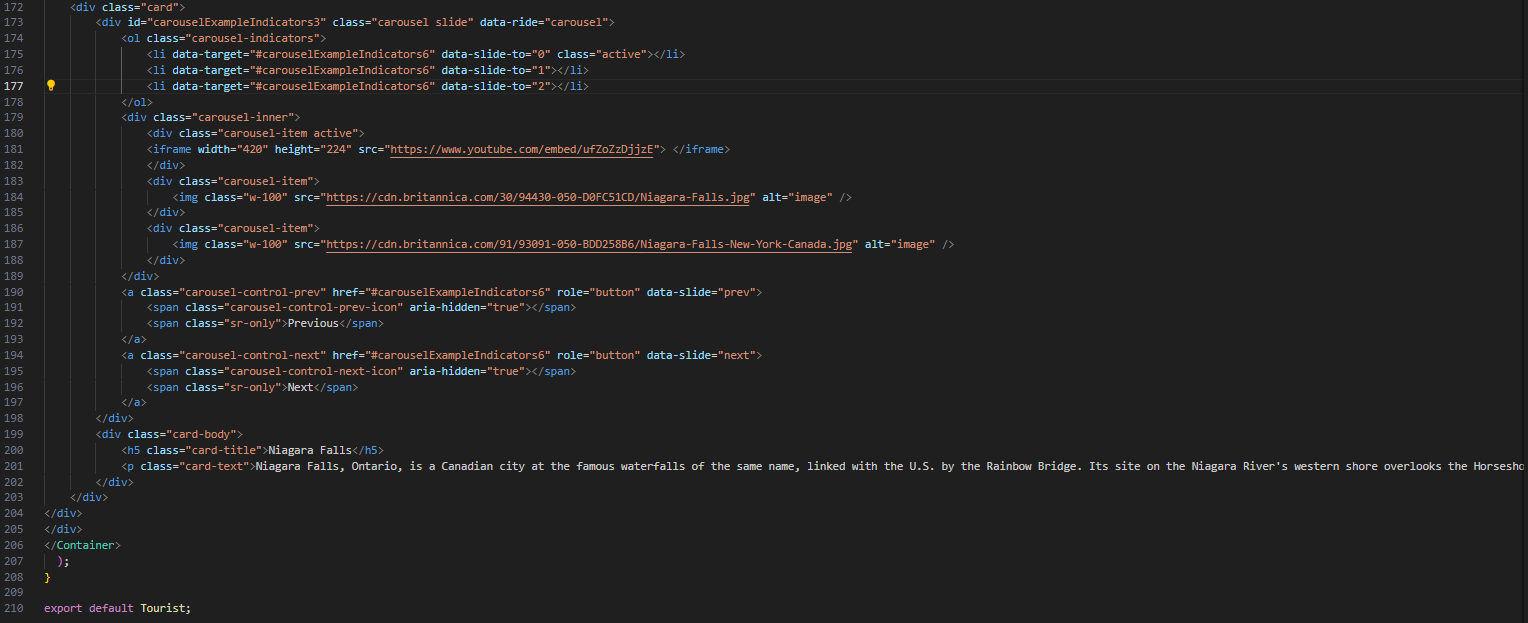 172 <div class="card">
173 <div id="carouselExampleIndicators3" class="carousel slide" data-ride="carousel">
174 <ol class="carousel-indicators">
175 <li data-target="#carouselExampleIndicators6" data-slide-to="0" class="active"></li>
176 <li data-target="#carouselExampleIndicators6" data-slide-to="1"></li>
177 <li data-target="#carouselExampleIndicators6" data-slide-to="2"></li>
178 </ol>
179 <div class="carousel-inner">
180 <div class="carousel-item active">
181 <iframe width="420" height="224" src="https://www.youtube.com/embed/ufZoZzDjjzE"> </iframe>
182 </div>
183 <div class="carousel-item">
184 <img class="w-100" src="https://cdn.britannica.com/30/94430-050-D0FC51CD/Niagara-Falls.jpg" alt="image" />
185 </div>
186 <div class="carousel-item">
187 <img class="w-100" src="https://cdn.britannica.com/91/93091-050-BDD258B6/Niagara-Falls-New-York-Canada.jpg" alt="image" />
188 </div>
189 </div>
190 <a class="carousel-control-prev" href="#carouselExampleIndicators6" role="button" data-slide="prev">
191 <span class="carousel-control-prev-icon" aria-hidden="true"></span>
192 <span class="sr-only">Previous</span>
193 </a>
194 <a class="carousel-control-next" href="#carouselExampleIndicators6" role="button" data-slide="next">
195 <span class="carousel-control-next-icon" aria-hidden="true"></span>
196 <span class="sr-only">Next</span>
197 </a>
198 </div>
199 <div class="card-body">
200 <h5 class="card-title">Niagara Falls</h5>
201 <p class="card-text">Niagara Falls, Ontario, is a Canadian city at the famous waterfalls of the same name, linked with the U.S. by the Rainbow Bridge. Its site on the Niagara River's western shore overlooks the Horsesho
202 </div>
203 </div>
204 </div>
205 </div>
206 </Container>
207 );
208 }
209
210 export default Tourist;